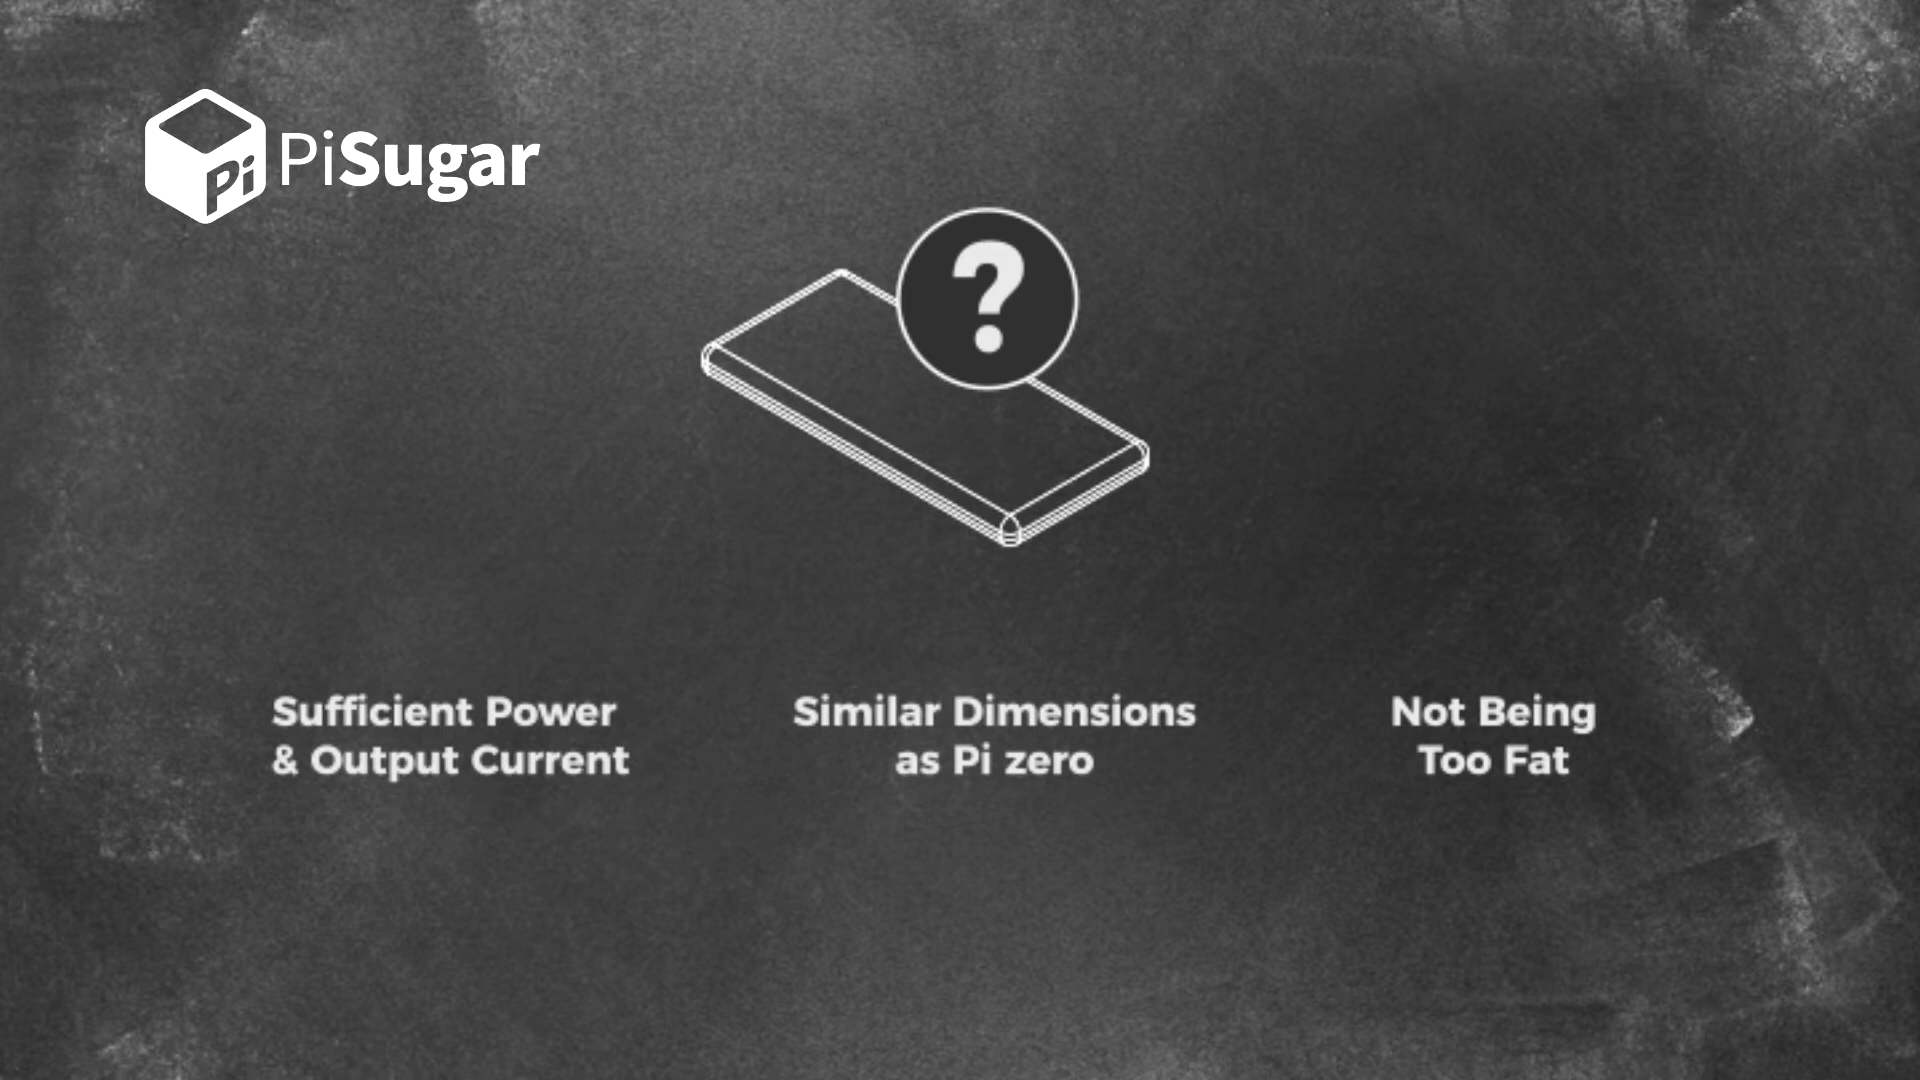 Pi
PiSugar
?
Sufficient Power
& Output Current
Similar Dimensions
as Pi zero
Not Being
Too Fat